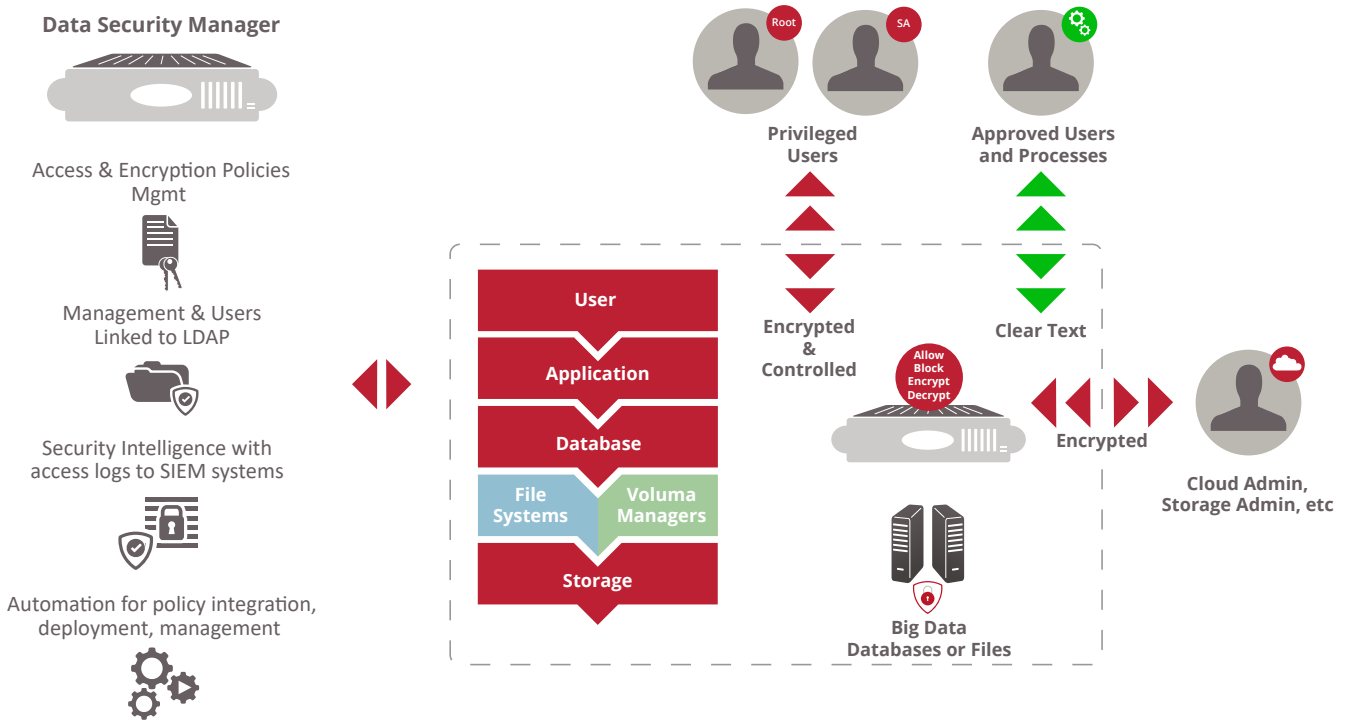 Data Security Manager
Access & Encryption Policies
Mgmt
Management & Users
Linked to LDAP
Security Intelligence with
access logs to SIEM systems
Automation for policy integration,
deployment, management
User
Application
Database
File
Systems
Voluma
Managers
Storage
Root
SA
Privileged
Users
Approved Users
and Processes
Encrypted
&
Controlled
Clear Text
Allow
Block
Encrypt
Decrypt
Encrypted
Cloud Admin,
Storage Admin, etc
Big Data
Databases or Files